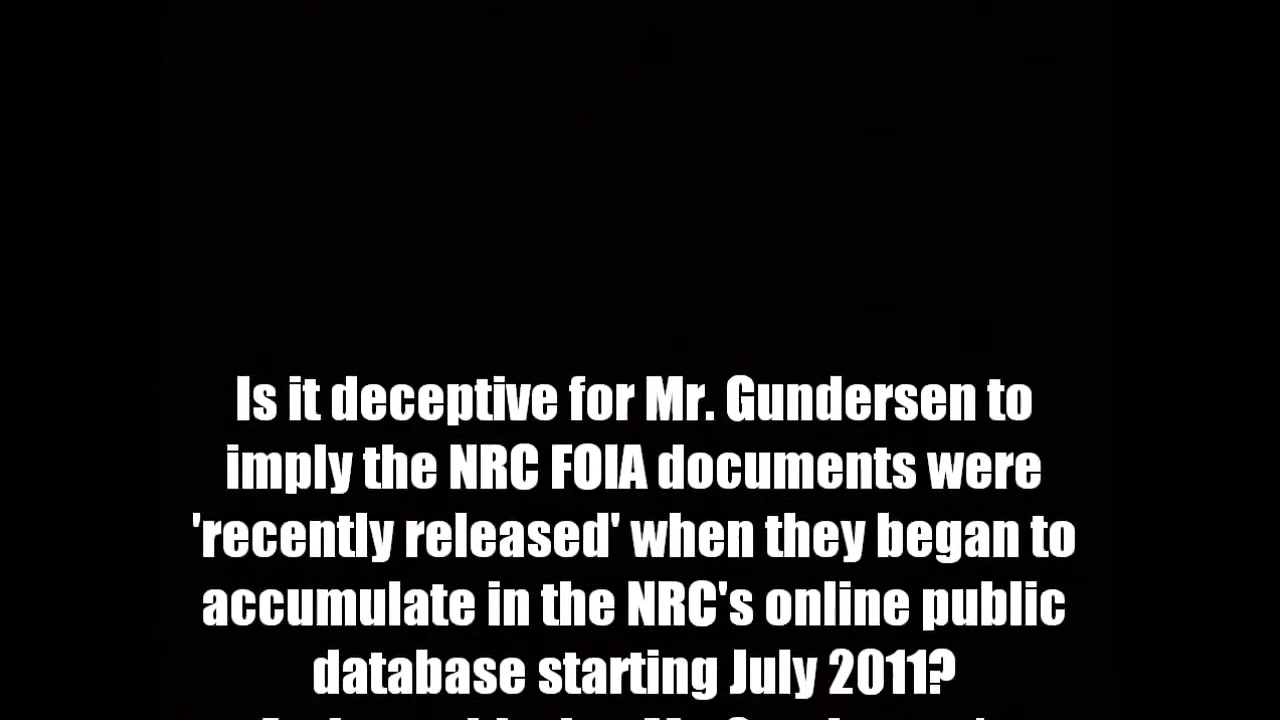 Is it deceptive for Mr. Gundersen to
imply the NRC FOIA documents were
'recently released' when they began to
accumulate in the NRC's online public
database starting July 2011?